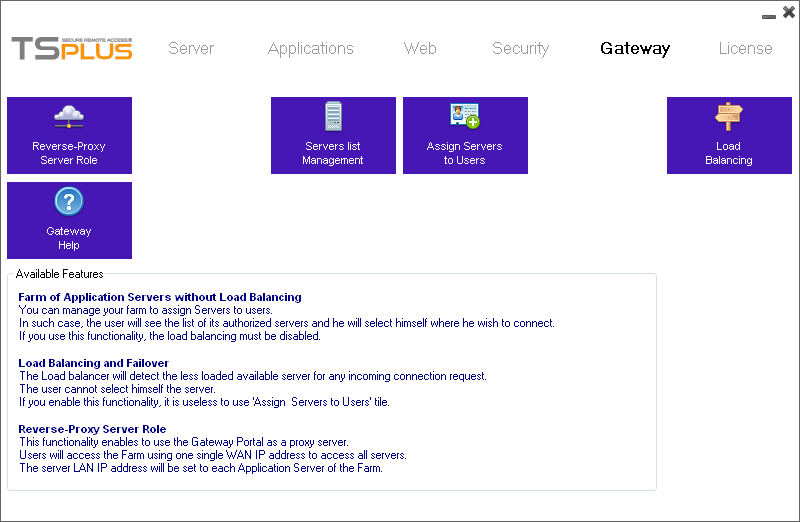 TSPLUS SECURE REMOTE ACCESS®
Server Applications Web Security Gateway License
Reverse-Proxy
Server Role
Servers list
Management
Assign Servers
to Users
Load
Balancing
Gateway
Help
Available Features
Farm of Application Servers without Load Balancing
You can manage your farm to assign Servers to users.
In such case, the user will see the list of its authorized servers and he will select himself where he wish to connect.
If you use this functionality, the load balancing must be disabled.
Load Balancing and Failover
The Load balancer will detect the less loaded available server for any incoming connection request.
The user cannot select himself the server.
If you enable this functionality, it is useless to use 'Assign  Servers to Users' tile.
Reverse-Proxy Server Role
This functionality enables to use the Gateway Portal as a proxy server.
Users will access the Farm using one single WAN IP address to access all servers.
The server LAN IP address will be set to each Application Server of the Farm.